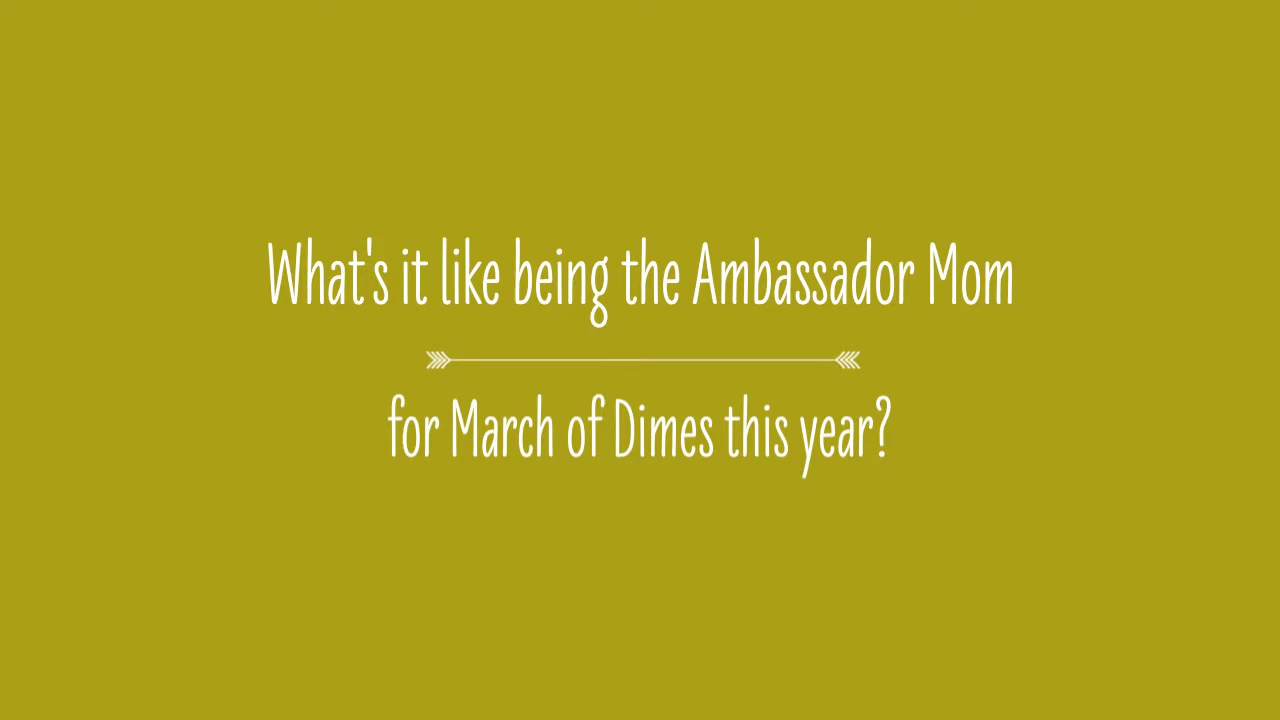 What's it like being the Ambassador Mom
for March of Dimes this year?